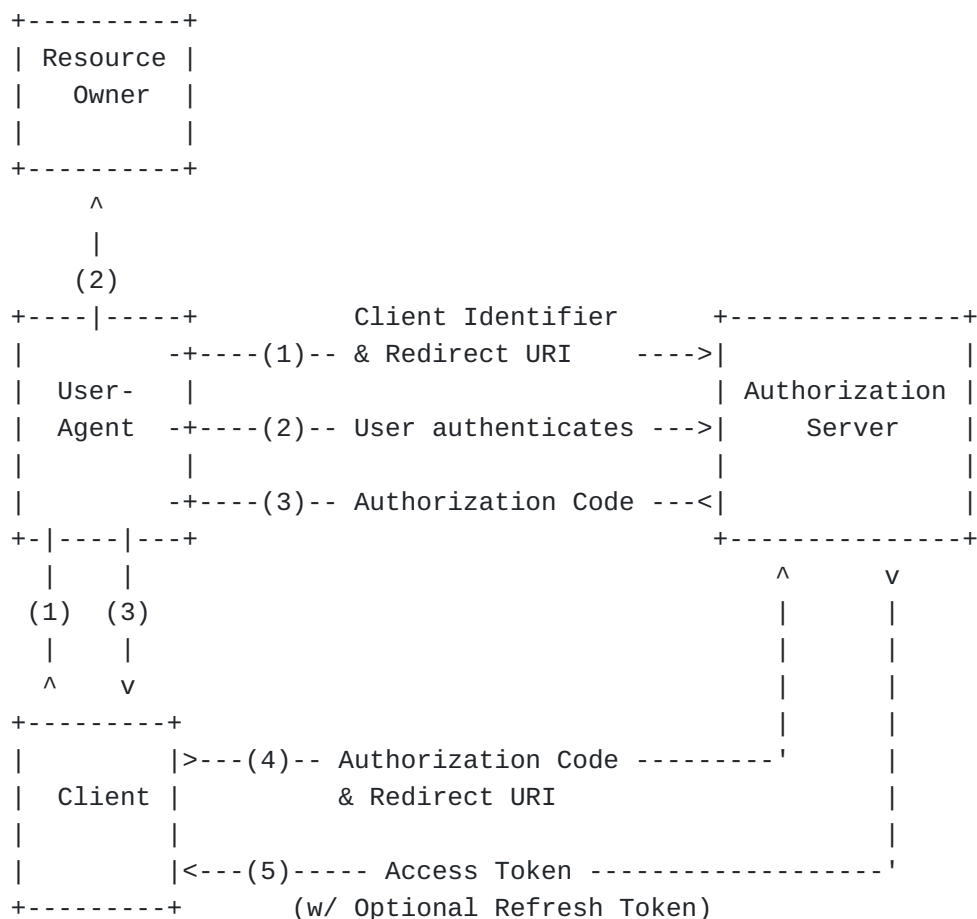 Resource
Owner
(2)
Client Identifier
(1) & Redirect URI
User-
Authorization
Agent (2) User authenticates Server
(3) Authorization Code
(1) (3)
(4) Authorization Code
Client & Redirect URI
(5) Access Token
(w/ Optional Refresh Token)